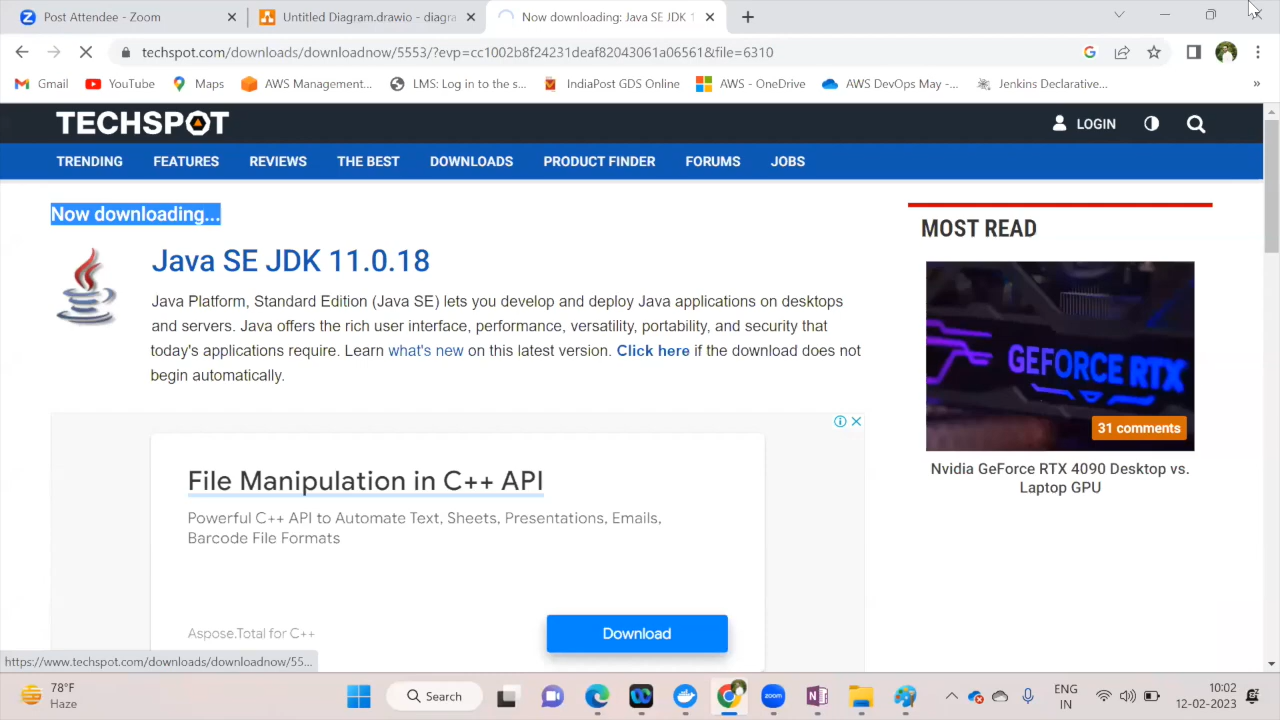 Post Attendee - Zoom
Untitled Diagram.drawio - diagra
Now downloading: Java SE JDK 1
techspot.com/downloads/downloadnow/5553/?evp=cc1002b8f24231deaf82043061a06561&file=6310
Gmail
YouTube
Maps
AWS Management...
LMS: Log in to the s...
IndiaPost GDS Online
AWS - OneDrive
AWS DevOps May -...
Jenkins Declarative...
»
TECHSPOT
LOGIN
TRENDING
FEATURES
REVIEWS
THE BEST
DOWNLOADS
PRODUCT FINDER
FORUMS
JOBS
Now downloading...
Java SE JDK 11.0.18
Java Platform, Standard Edition (Java SE) lets you develop and deploy Java applications on desktops
and servers. Java offers the rich user interface, performance, versatility, portability, and security that
today's applications require. Learn what's new on this latest version. Click here if the download does not
begin automatically.
MOST READ
GEFORCE RTX
31 comments
Nvidia GeForce RTX 4090 Desktop vs.
Laptop GPU
File Manipulation in C++ API
Powerful C++ API to Automate Text, Sheets, Presentations, Emails,
Barcode File Formats
Aspose.Total for C++
Download
https://www.techspot.com/downloads/downloadnow/55...
78°F
Haze
Search
zoom
ENG
IN
10:02
12-02-2023